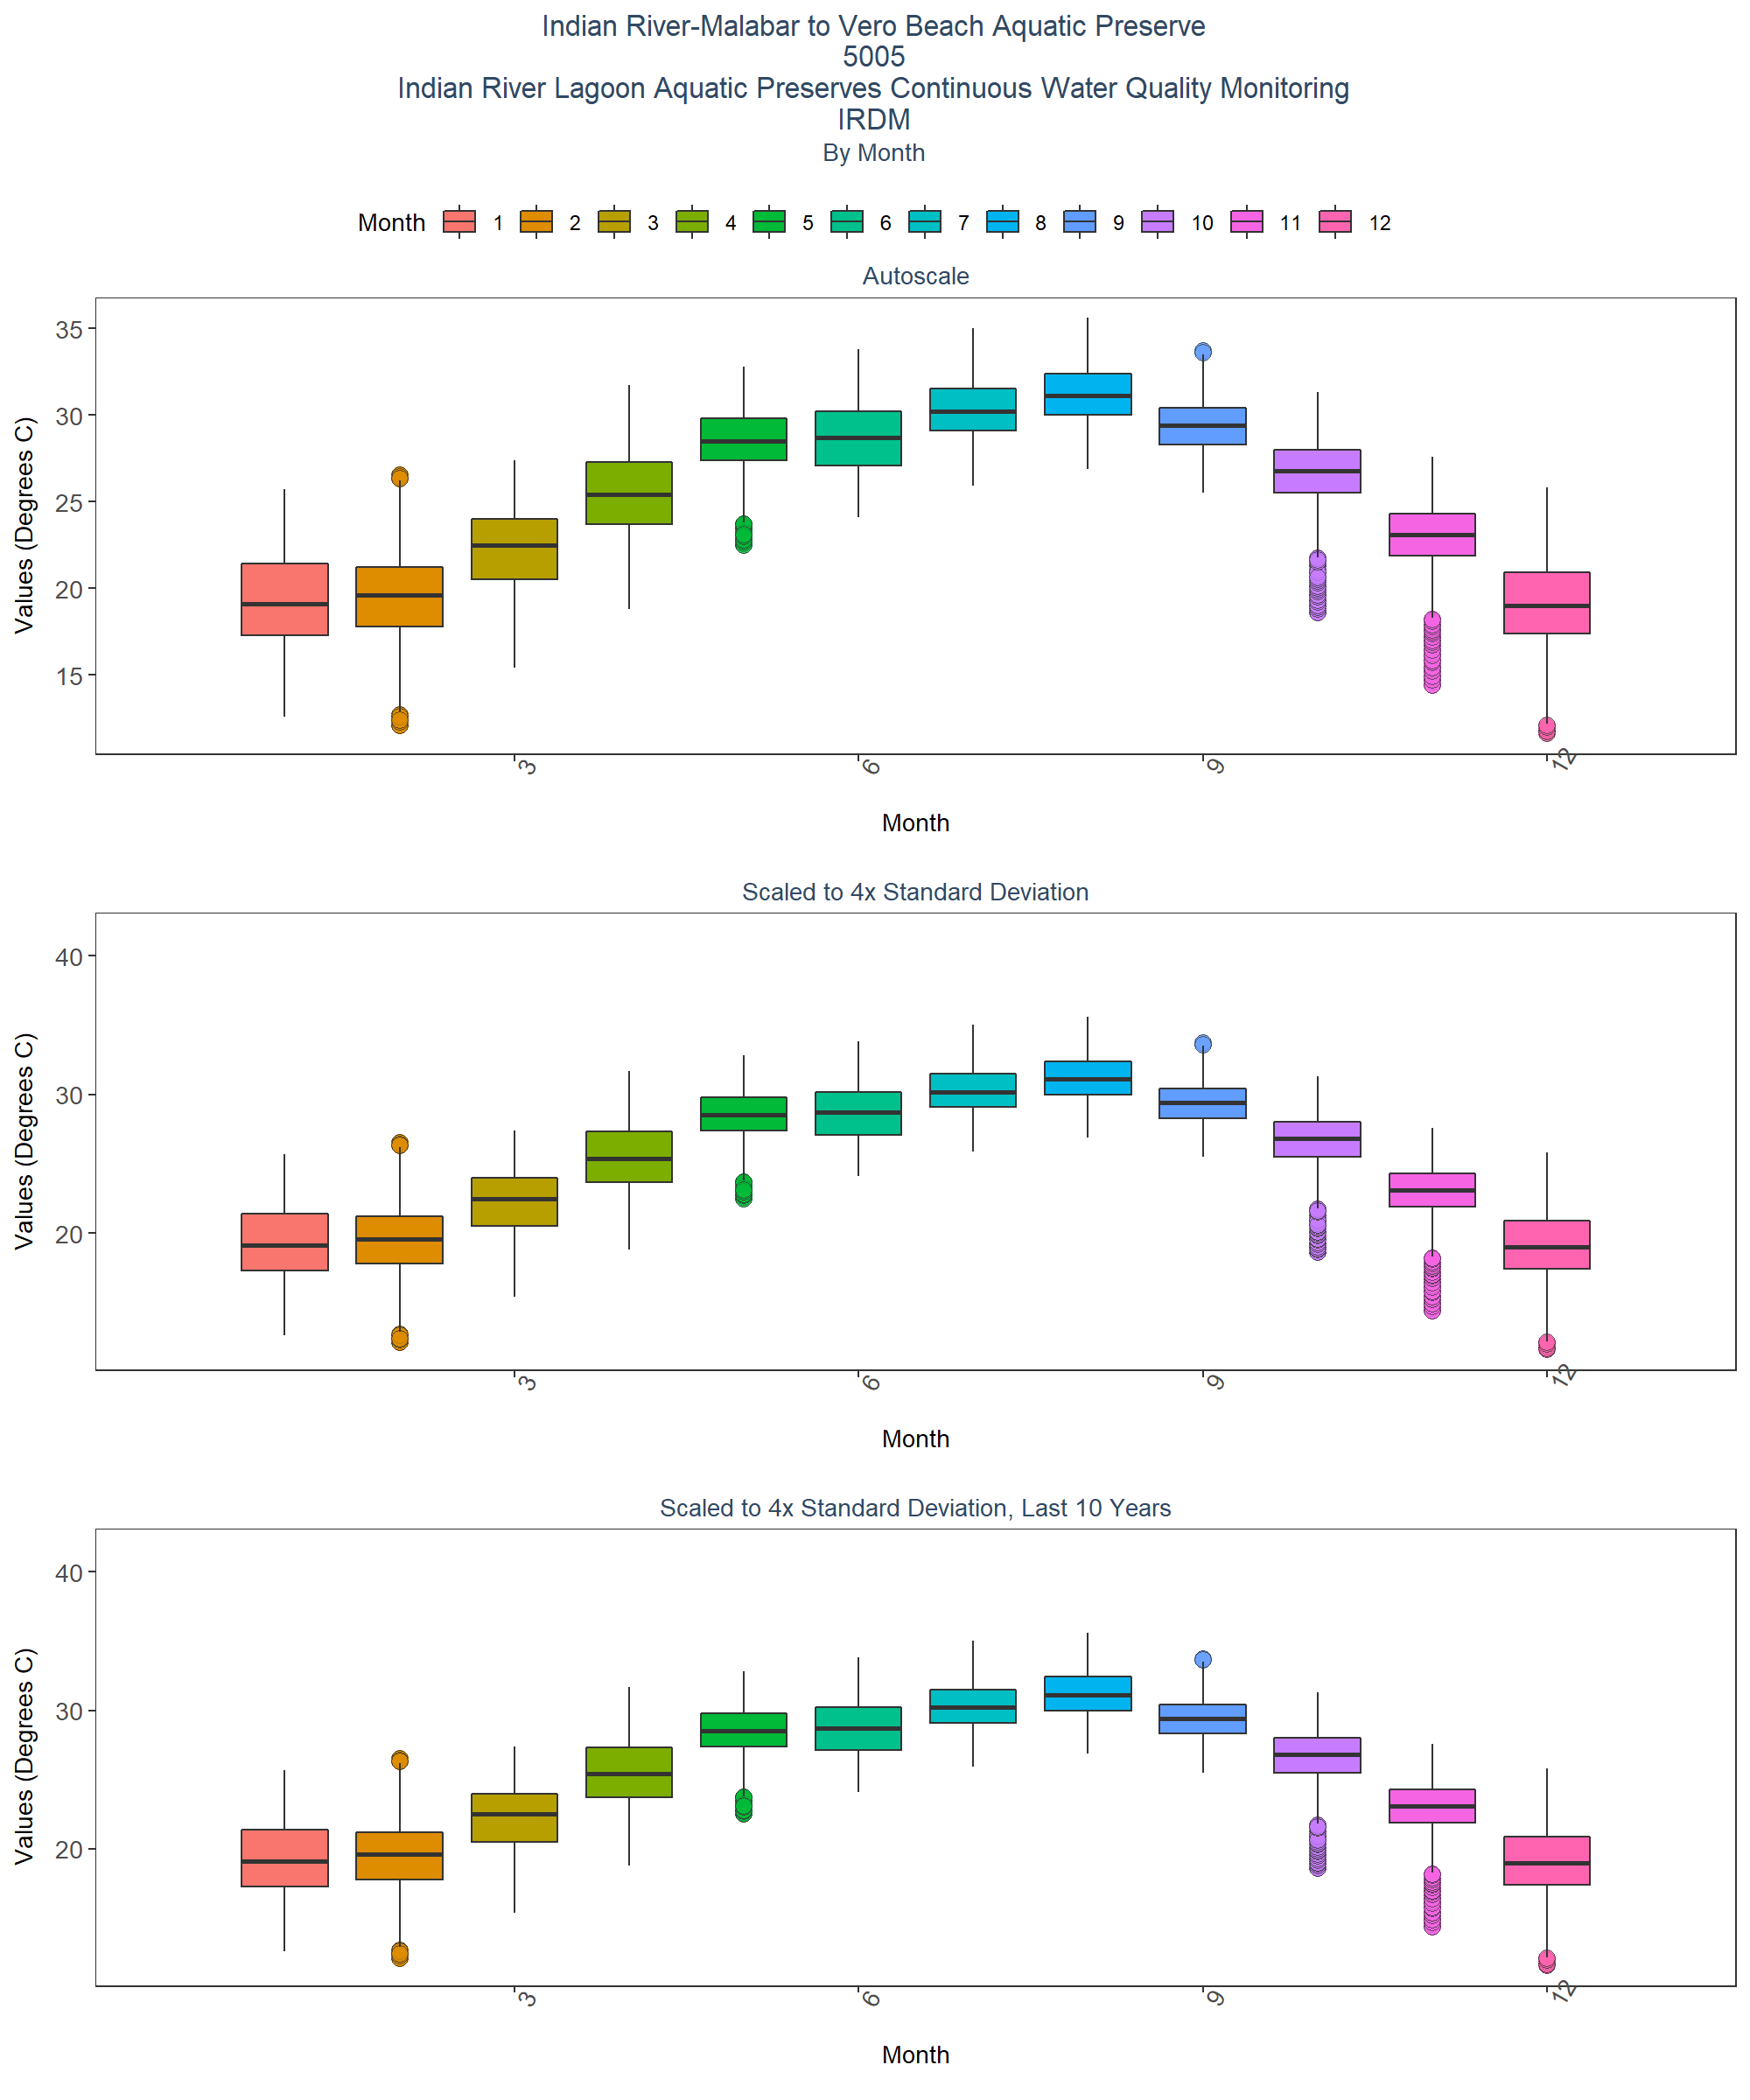 Indian River-Malabar to Vero Beach Aquatic Preserve
5005
Indian River Lagoon Aquatic Preserves Continuous Water Quality Monitoring
IRDM
By Month
Month 1 2 3 4 5 6 7 8 9 10 11 12
Autoscale
Values (Degrees C)
35
30
25
20
15
3 6 9 12
Month
Scaled to 4x Standard Deviation
Values (Degrees C)
40
30
20
3 6 9 12
Month
Scaled to 4x Standard Deviation, Last 10 Years
Values (Degrees C)
40
30
20
3 6 9 12
Month